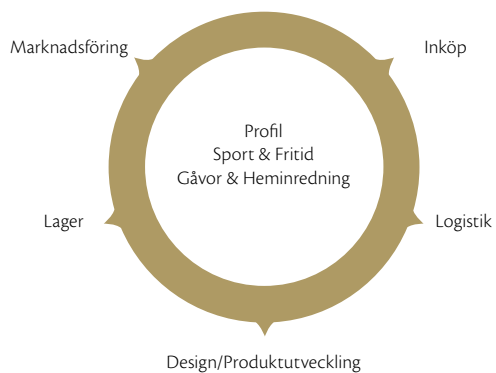 Marknadsföring
Inköp
Profil
Sport & Fritid
Gåvor & Heminredning
Lager
Logistik
Design/Produktutveckling